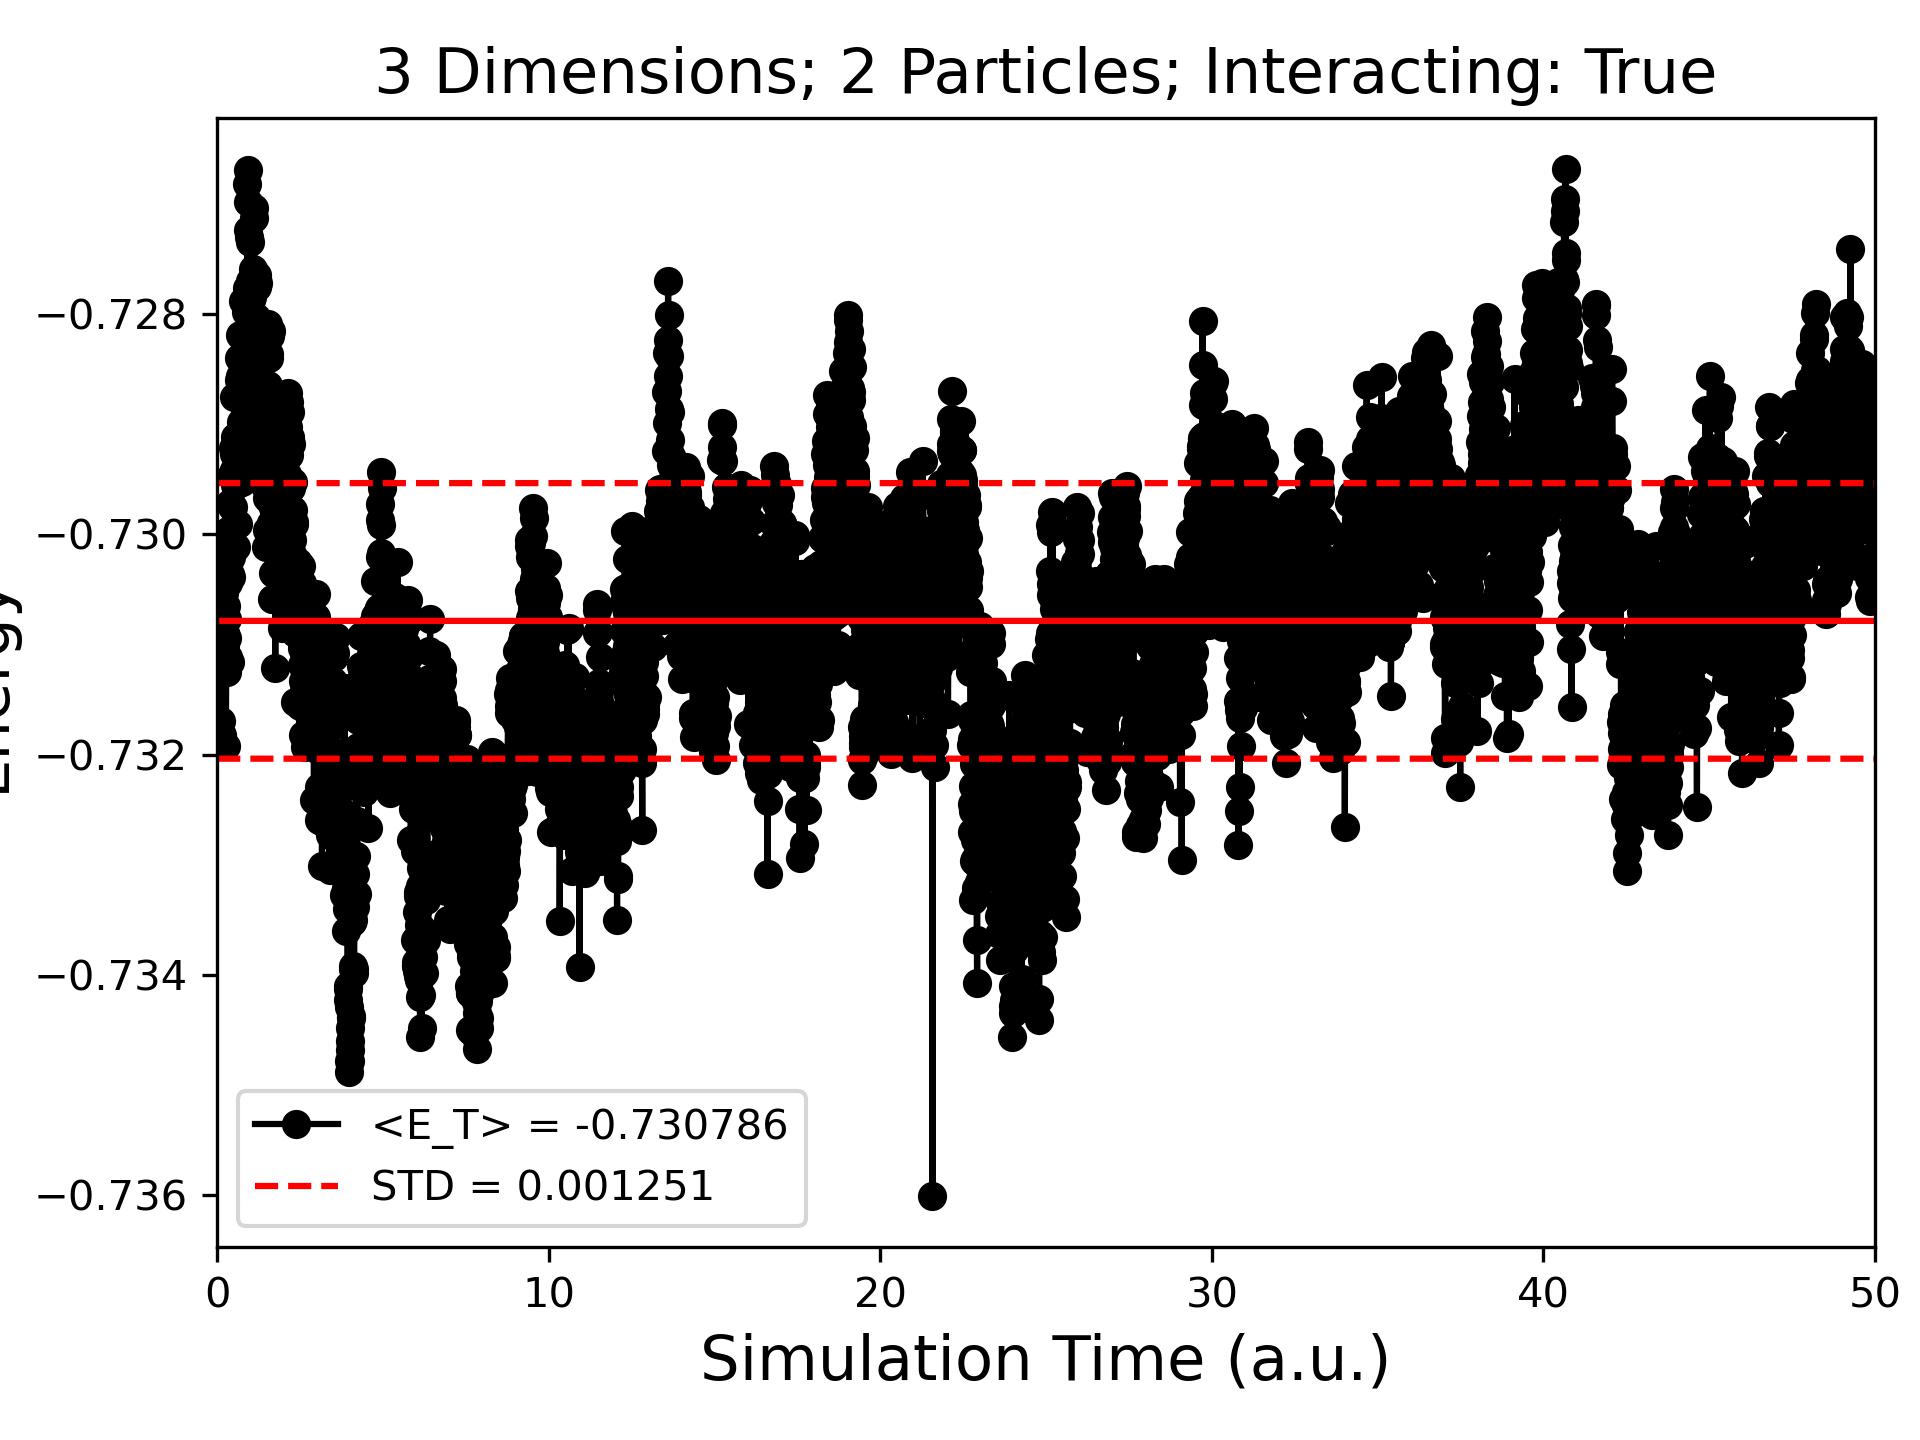 3 Dimensions; 2 Particles; Interacting: True
Energy
−0.728
−0.730
−0.732
−0.734
−0.736
<E_T> = -0.730786
STD = 0.001251
0 10 20 30 40 50
Simulation Time (a.u.)